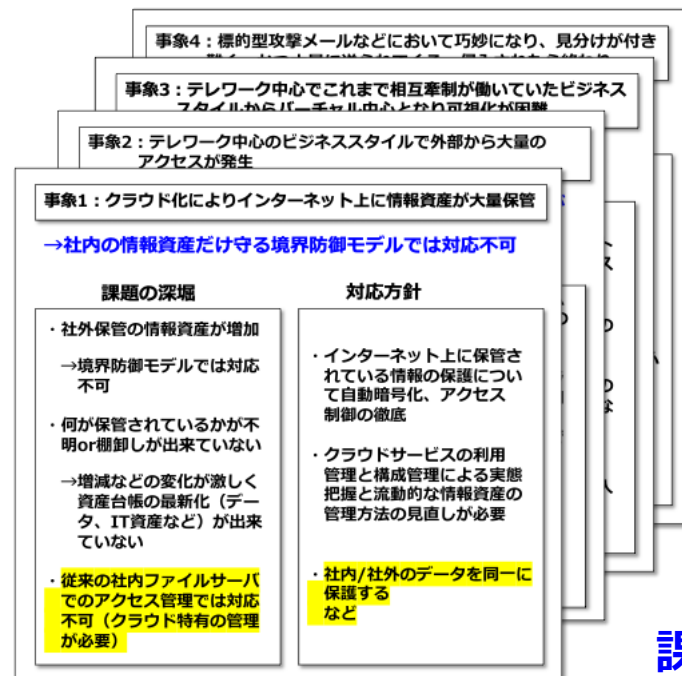 事象4：標的型攻撃メールなどにおいて巧妙になり、見分けが付き
事象3：テレワーク中心でこれまで相互牽制が働いていたビジネス
スタイルからバーチャル中心となり可視化が困難
事象2：テレワーク中心のビジネススタイルで外部から大量の
アクセスが発生
事象1：クラウド化によりインターネット上に情報資産が大量保管
→社内の情報資産だけ守る境界防御モデルでは対応不可
課題の深堀
・社外保管の情報資産が増加
→境界防御モデルでは対応
不可
・何が保管されているかが不
明or棚卸しが出来ていない
→増減などの変化が激しく
資産台帳の最新化（デー
タ、IT資産など）が出来
ていない
・従来の社内ファイルサーバ
でのアクセス管理では対応
不可（クラウド特有の管理
が必要）
対応方針
・インターネット上に保管さ
れている情報の保護につい
て自動暗号化、アクセス
制御の徹底
・クラウドサービスの利用
管理と構成管理による実態
把握と流動的な情報資産の
管理方法の見直しが必要
・社内/社外のデータを同一に
保護する
など
課